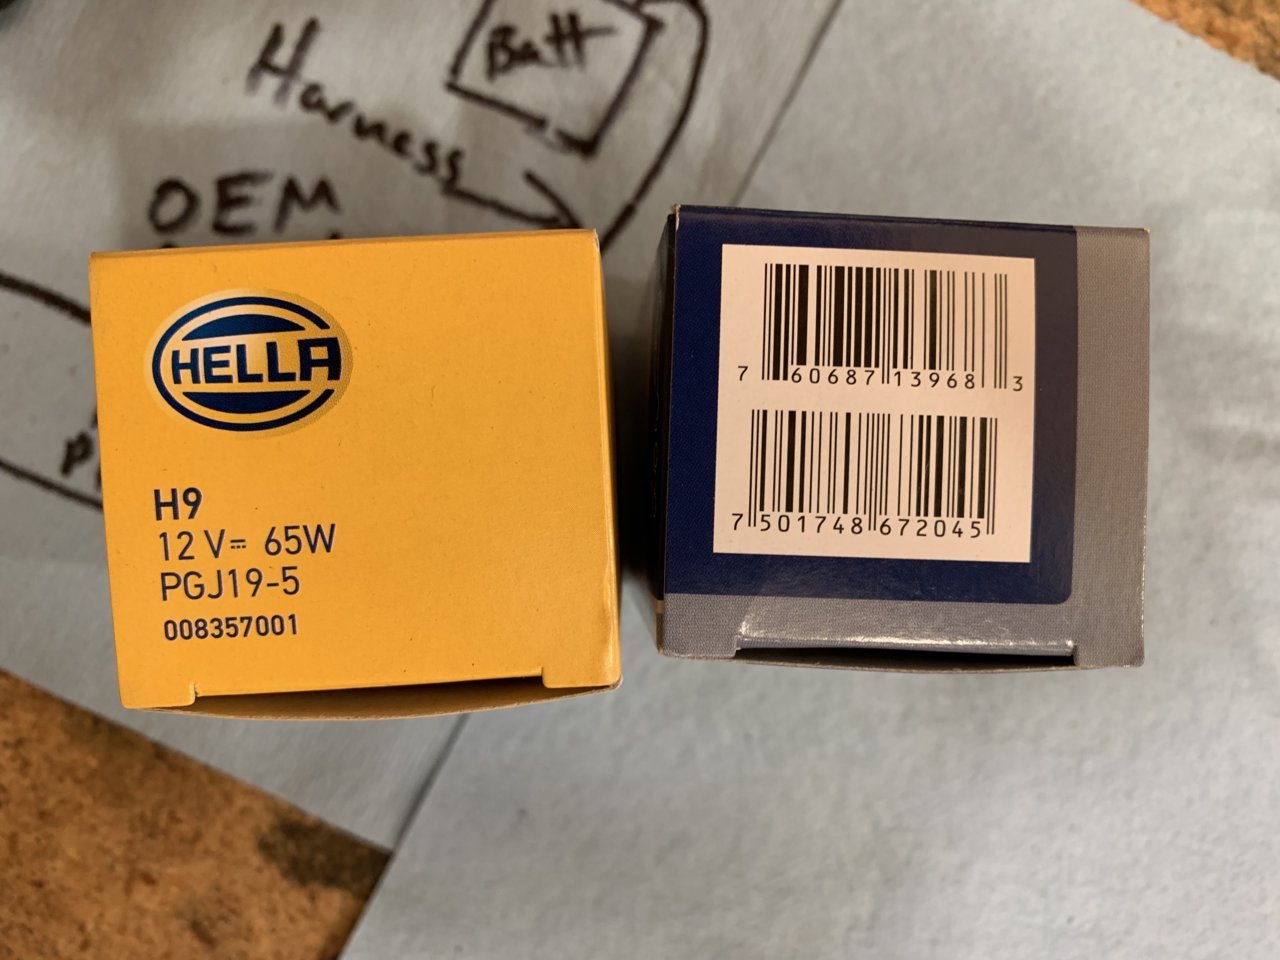 Batt
Harness
OEM
HELLA
H9
12 V⎓ 65W
PGJ19-5
008357001
7 60687 13968 3
7 501748 672045